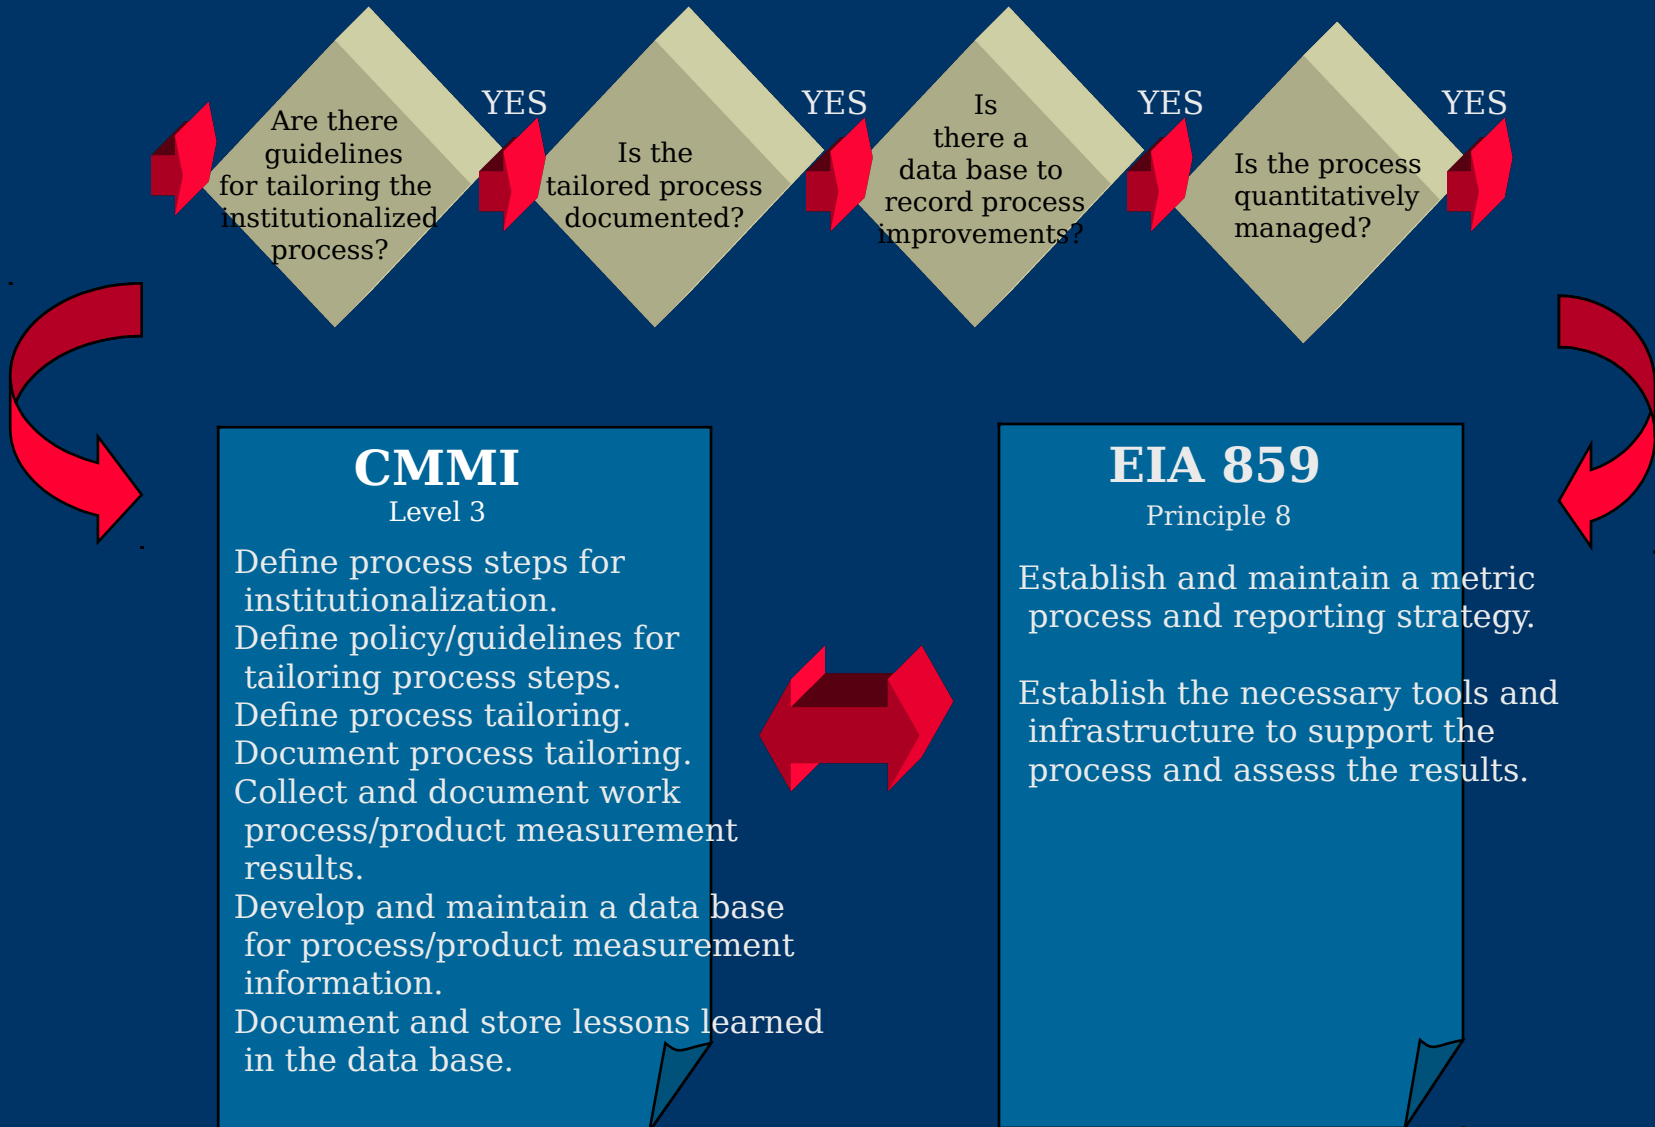 Are there
guidelines
for tailoring the
institutionalized
process?
YES
Is the
tailored process
documented?
YES
Is
there a
data base to
record process
improvements?
YES
Is the process
quantitatively
managed?
YES
CMMI
Level 3
Define process steps for
institutionalization.
Define policy/guidelines for
tailoring process steps.
Define process tailoring.
Document process tailoring.
Collect and document work
process/product measurement
results.
Develop and maintain a data base
for process/product measurement
information.
Document and store lessons learned
in the data base.
EIA 859
Principle 8
Establish and maintain a metric
process and reporting strategy.
Establish the necessary tools and
infrastructure to support the
process and assess the results.